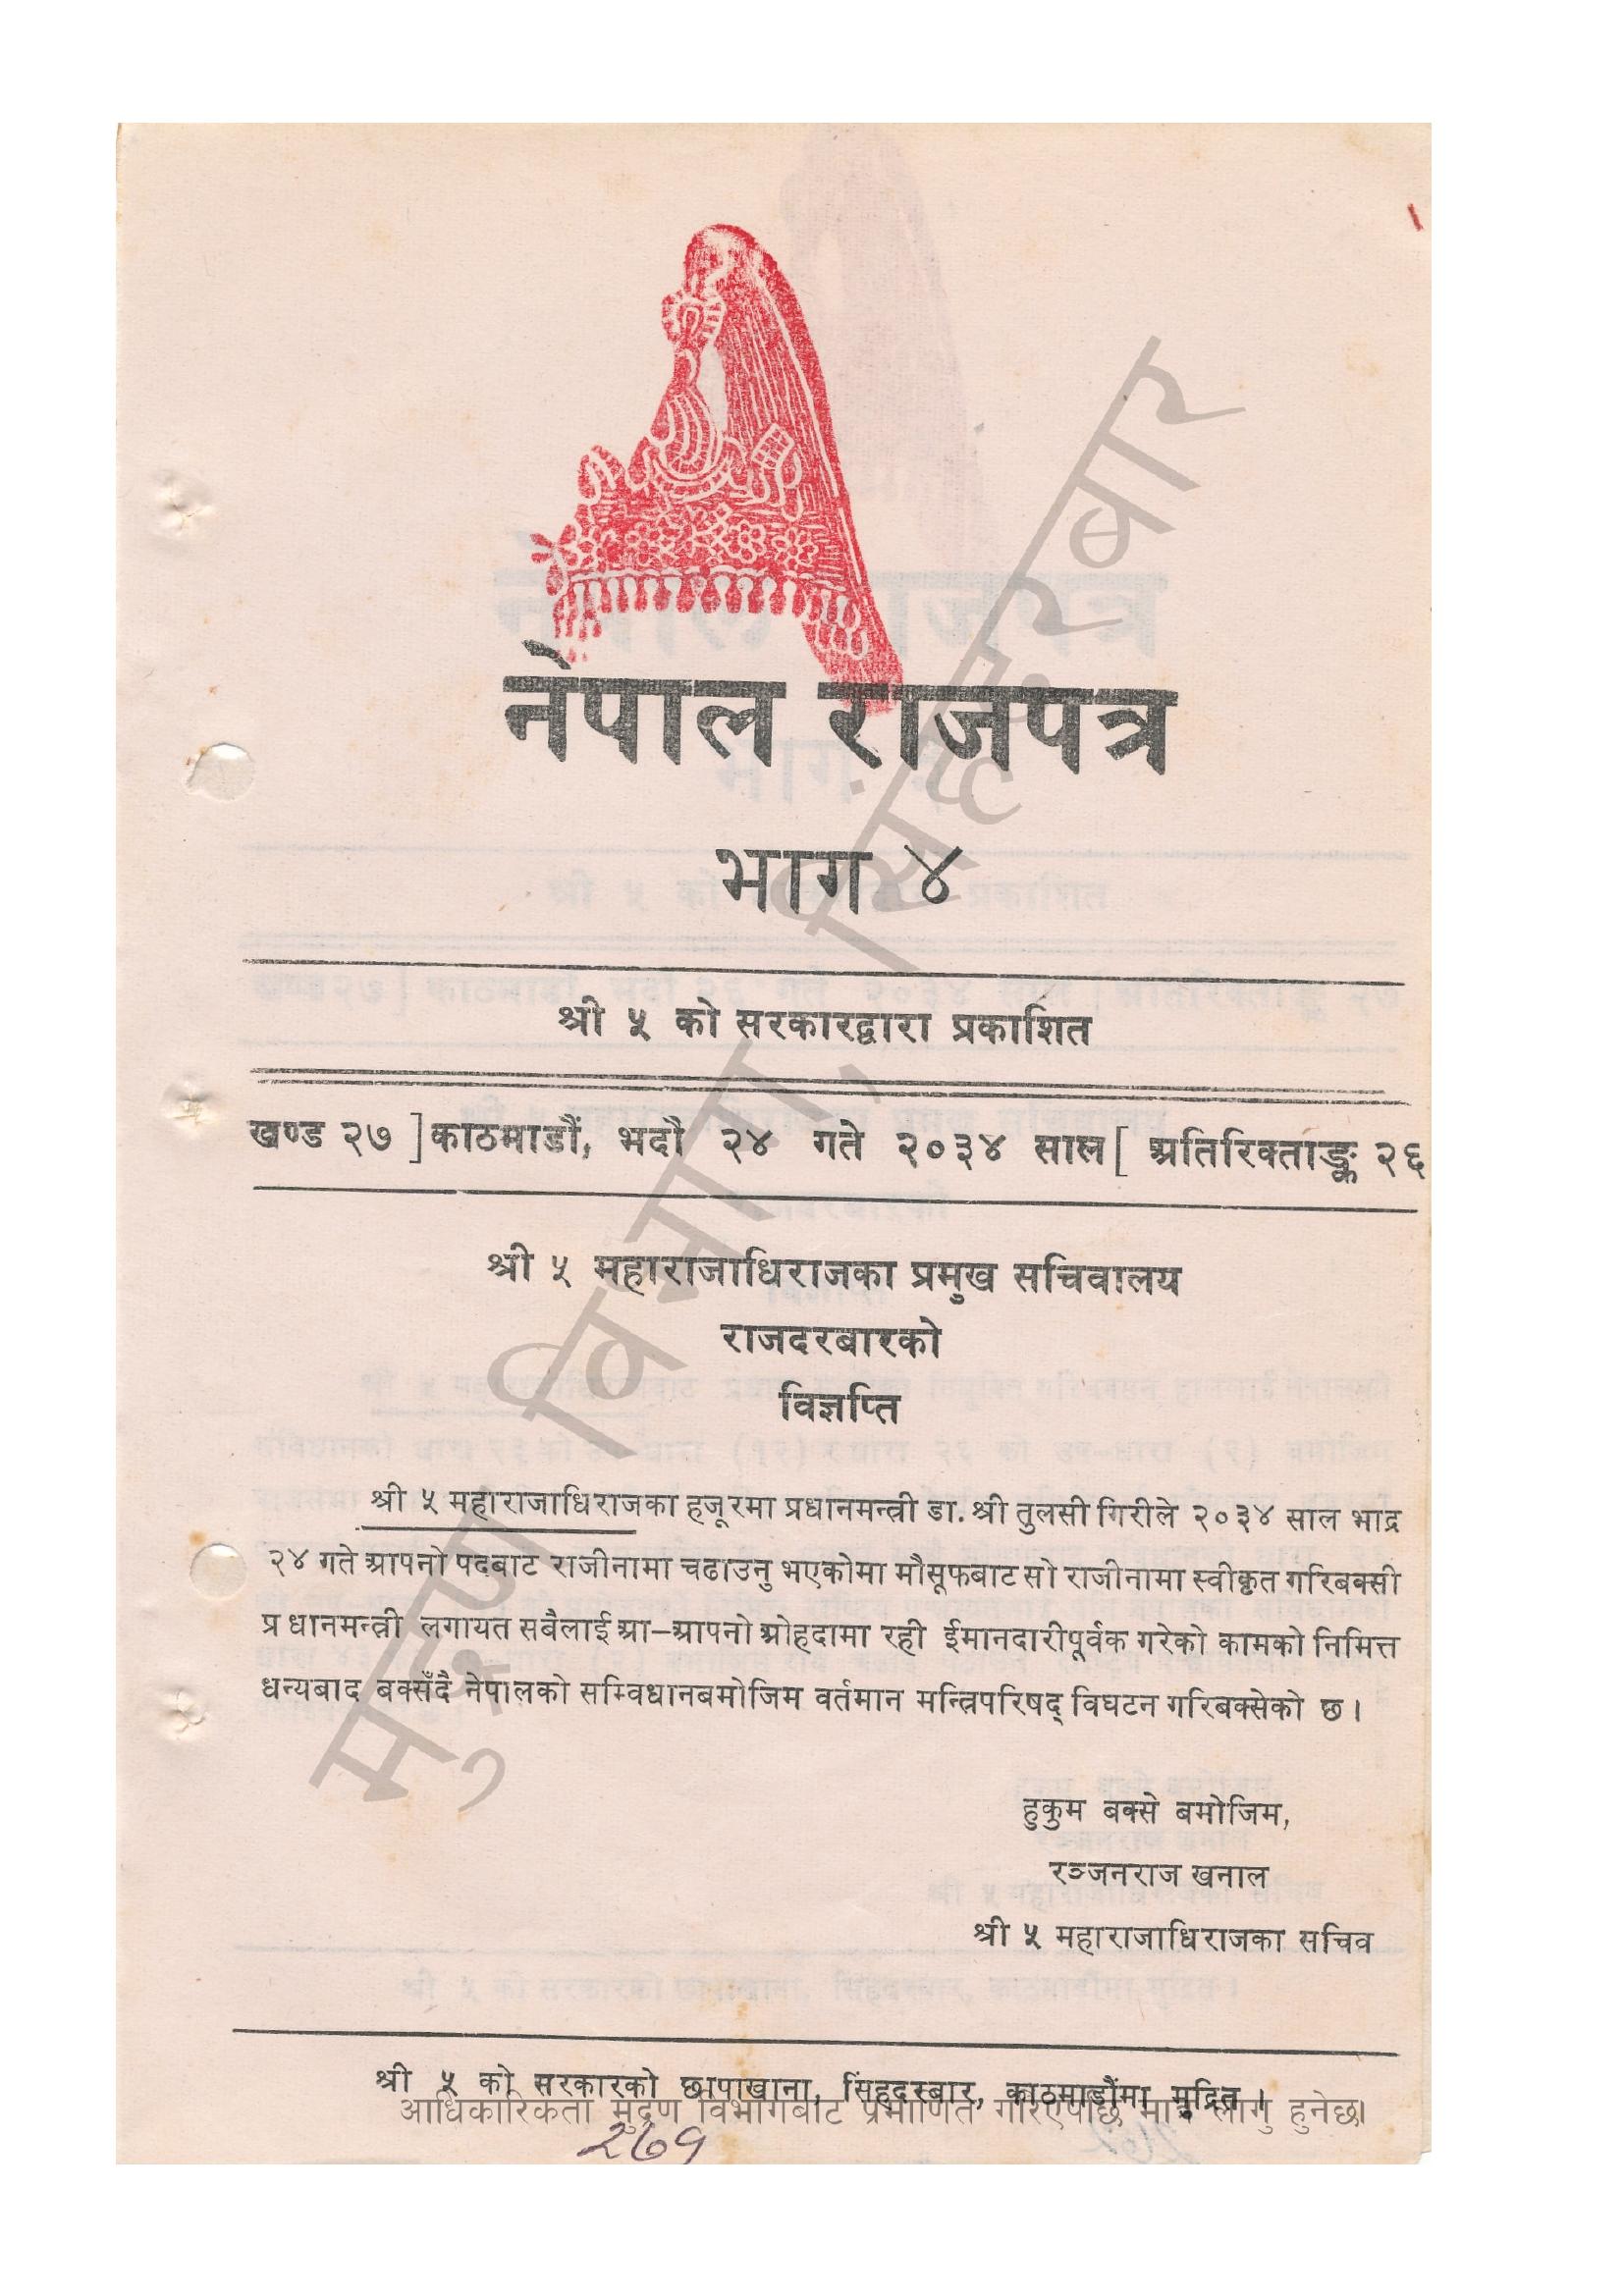 नेपाल राजपत्र
भाग ४
श्री ५ को सरकारद्वारा प्रकाशित
खण्ड २७ ] काठमाडौं, भदौ २४ गते २०३४ साल [ अतिरिक्ताङ्क २६
श्री ५ महाराजाधिराजका प्रमुख सचिवालय
राजदरबारको
विज्ञप्ति
श्री ५ महाराजाधिराजका हजूरमा प्रधानमन्त्री डा. श्री तुलसी गिरीले २०३४ साल भाद्र
२४ गते आपनो पदबाट राजीनामा चढाउनु भएकोमा मौसूफबाट सो राजीनामा स्वीकृत गरिबक्सी
प्रधानमन्त्री लगायत सबैलाई आ–आपनो ओहदामा रही ईमानदारीपूर्वक गरेको कामको निमित्त
धन्यबाद बक्सँदै नेपालको सम्विधानबमोजिम वर्तमान मन्त्रिपरिषद् विघटन गरिबक्सेको छ ।
हुकुम बक्से बमोजिम,
रञ्जनराज खनाल
श्री ५ महाराजाधिराजका सचिव
श्री ५ को सरकारको छापाखाना, सिंहदरबार, काठमाडौंमा मुद्रित ।
आधिकारिकता मुद्रण विभागबाट प्रमाणित गरिएपछि मात्र लागु हुनेछ।
२७१
मुद्रण विभाग, सिंहदरबार